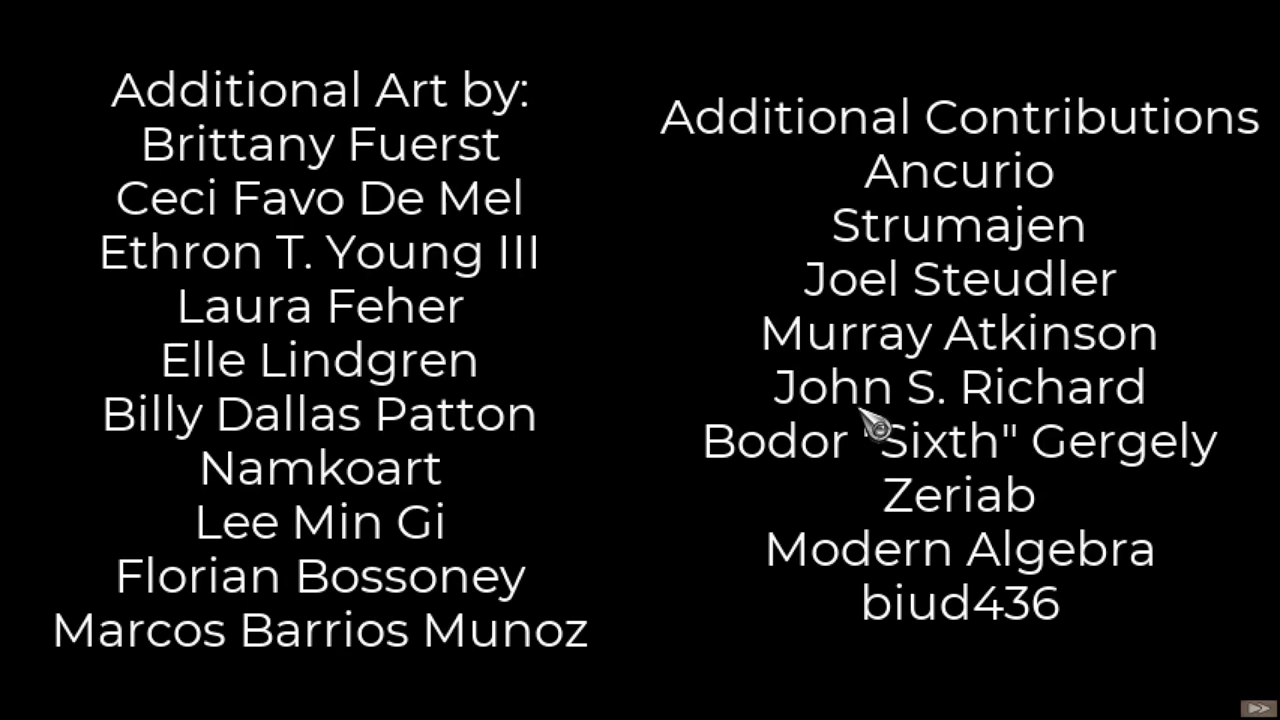 Additional Art by:
Brittany Fuerst
Ceci Favo De Mel
Ethron T. Young III
Laura Feher
Elle Lindgren
Billy Dallas Patton
Namkoart
Lee Min Gi
Florian Bossoney
Marcos Barrios Munoz
Additional Contributions
Ancurio
Strumajen
Joel Steudler
Murray Atkinson
John S. Richard
Bodor "Sixth" Gergely
Zeriab
Modern Algebra
biud436